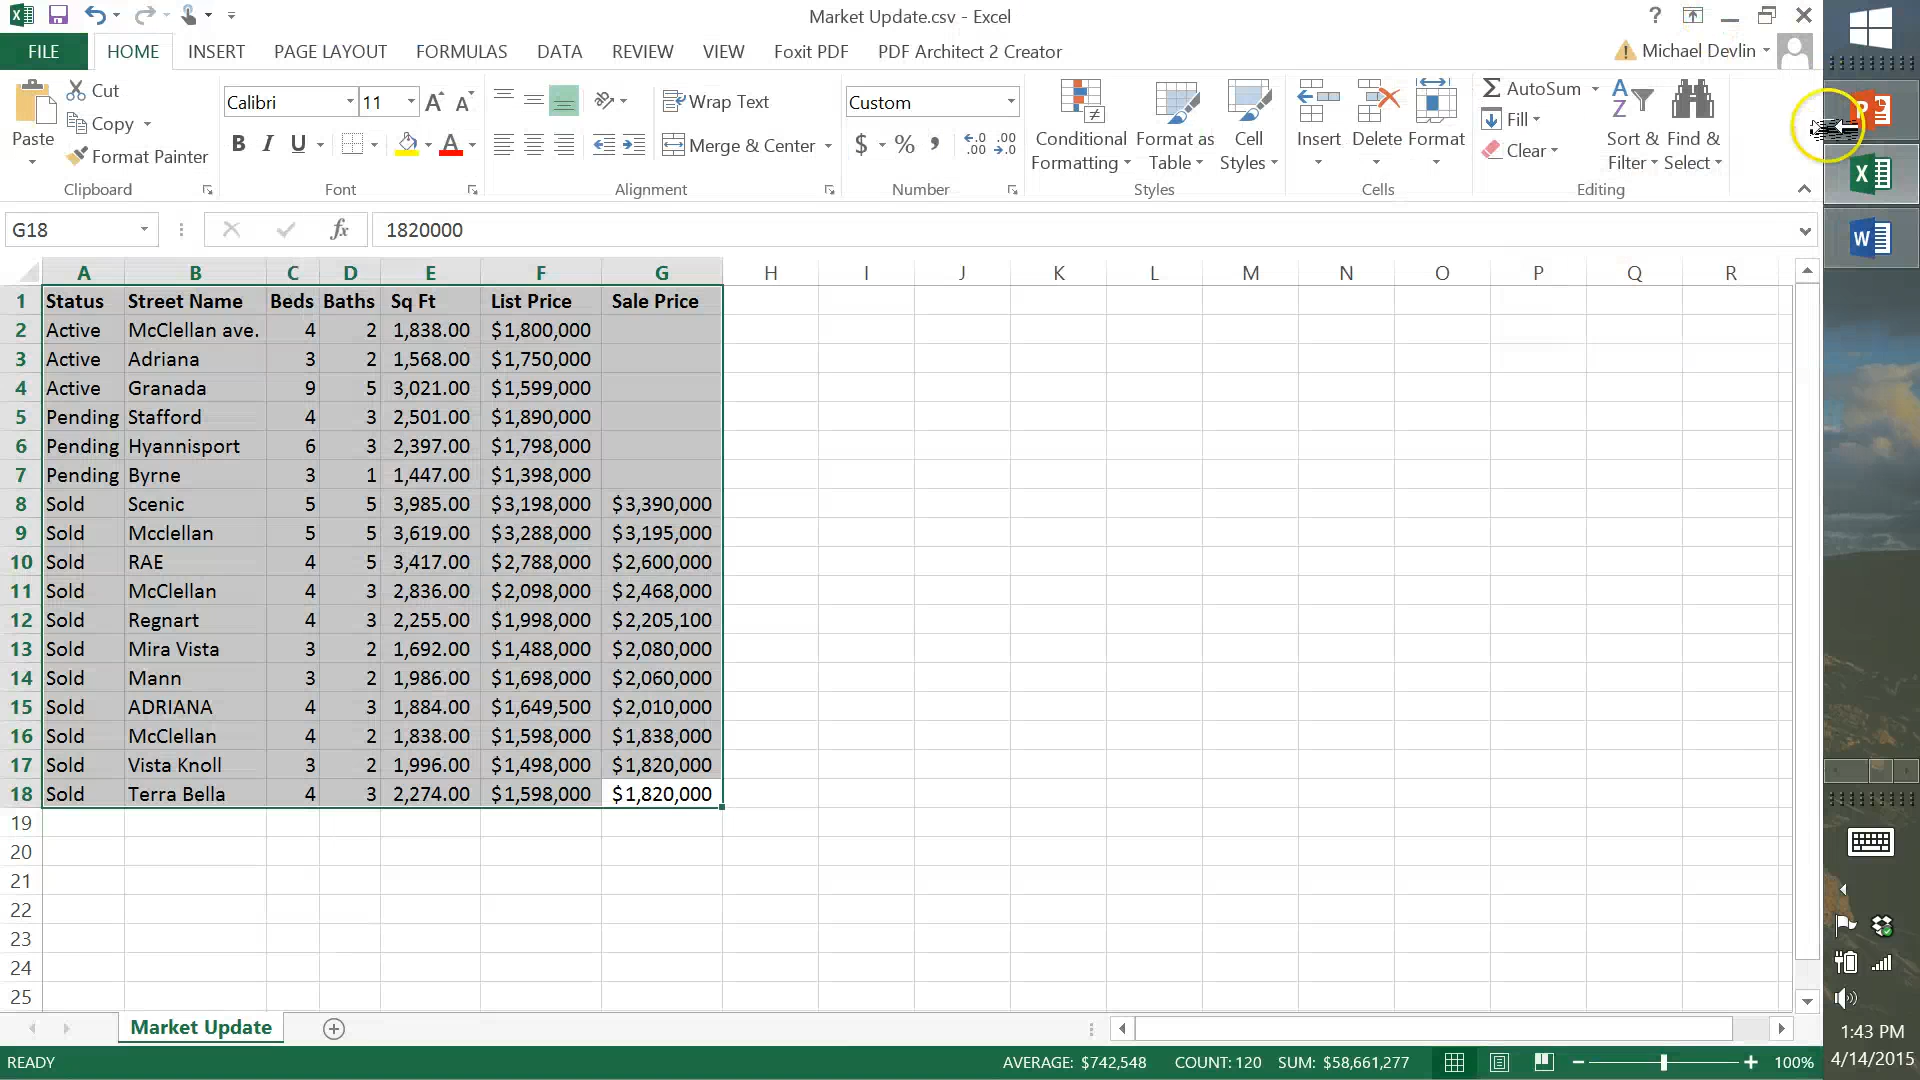 Market Update.csv - Excel
?
FILE HOME INSERT PAGE LAYOUT FORMULAS DATA REVIEW VIEW Foxit PDF PDF Architect 2 Creator Michael Devlin
Paste
Cut
Copy
Format Painter
Clipboard
Calibri 11 A A
B I U A
Font
Wrap Text
Merge & Center
Alignment
Custom
$ % , .0 .00 .00 .0
Number
Conditional Formatting
Format as Table
Cell Styles
Styles
Insert Delete Format
Cells
AutoSum
Fill
Clear
Sort & Filter
Find & Select
Editing
G18 fx 1820000
A B C D E F G H I J K L M N O P Q R
1 Status Street Name Beds Baths Sq Ft List Price Sale Price
2 Active McClellan ave. 4 2 1,838.00 $1,800,000
3 Active Adriana 3 2 1,568.00 $1,750,000
4 Active Granada 9 5 3,021.00 $1,599,000
5 Pending Stafford 4 3 2,501.00 $1,890,000
6 Pending Hyannisport 6 3 2,397.00 $1,798,000
7 Pending Byrne 3 1 1,447.00 $1,398,000
8 Sold Scenic 5 5 3,985.00 $3,198,000 $3,390,000
9 Sold Mcclellan 5 5 3,619.00 $3,288,000 $3,195,000
10 Sold RAE 4 5 3,417.00 $2,788,000 $2,600,000
11 Sold McClellan 4 3 2,836.00 $2,098,000 $2,468,000
12 Sold Regnart 4 3 2,255.00 $1,998,000 $2,205,100
13 Sold Mira Vista 3 2 1,692.00 $1,488,000 $2,080,000
14 Sold Mann 3 2 1,986.00 $1,698,000 $2,060,000
15 Sold ADRIANA 4 3 1,884.00 $1,649,500 $2,010,000
16 Sold McClellan 4 2 1,838.00 $1,598,000 $1,838,000
17 Sold Vista Knoll 3 2 1,996.00 $1,498,000 $1,820,000
18 Sold Terra Bella 4 3 2,274.00 $1,598,000 $1,820,000
19
20
21
22
23
24
25
Market Update
READY AVERAGE: $742,548 COUNT: 120 SUM: $58,661,277 100%
1:43 PM
4/14/2015